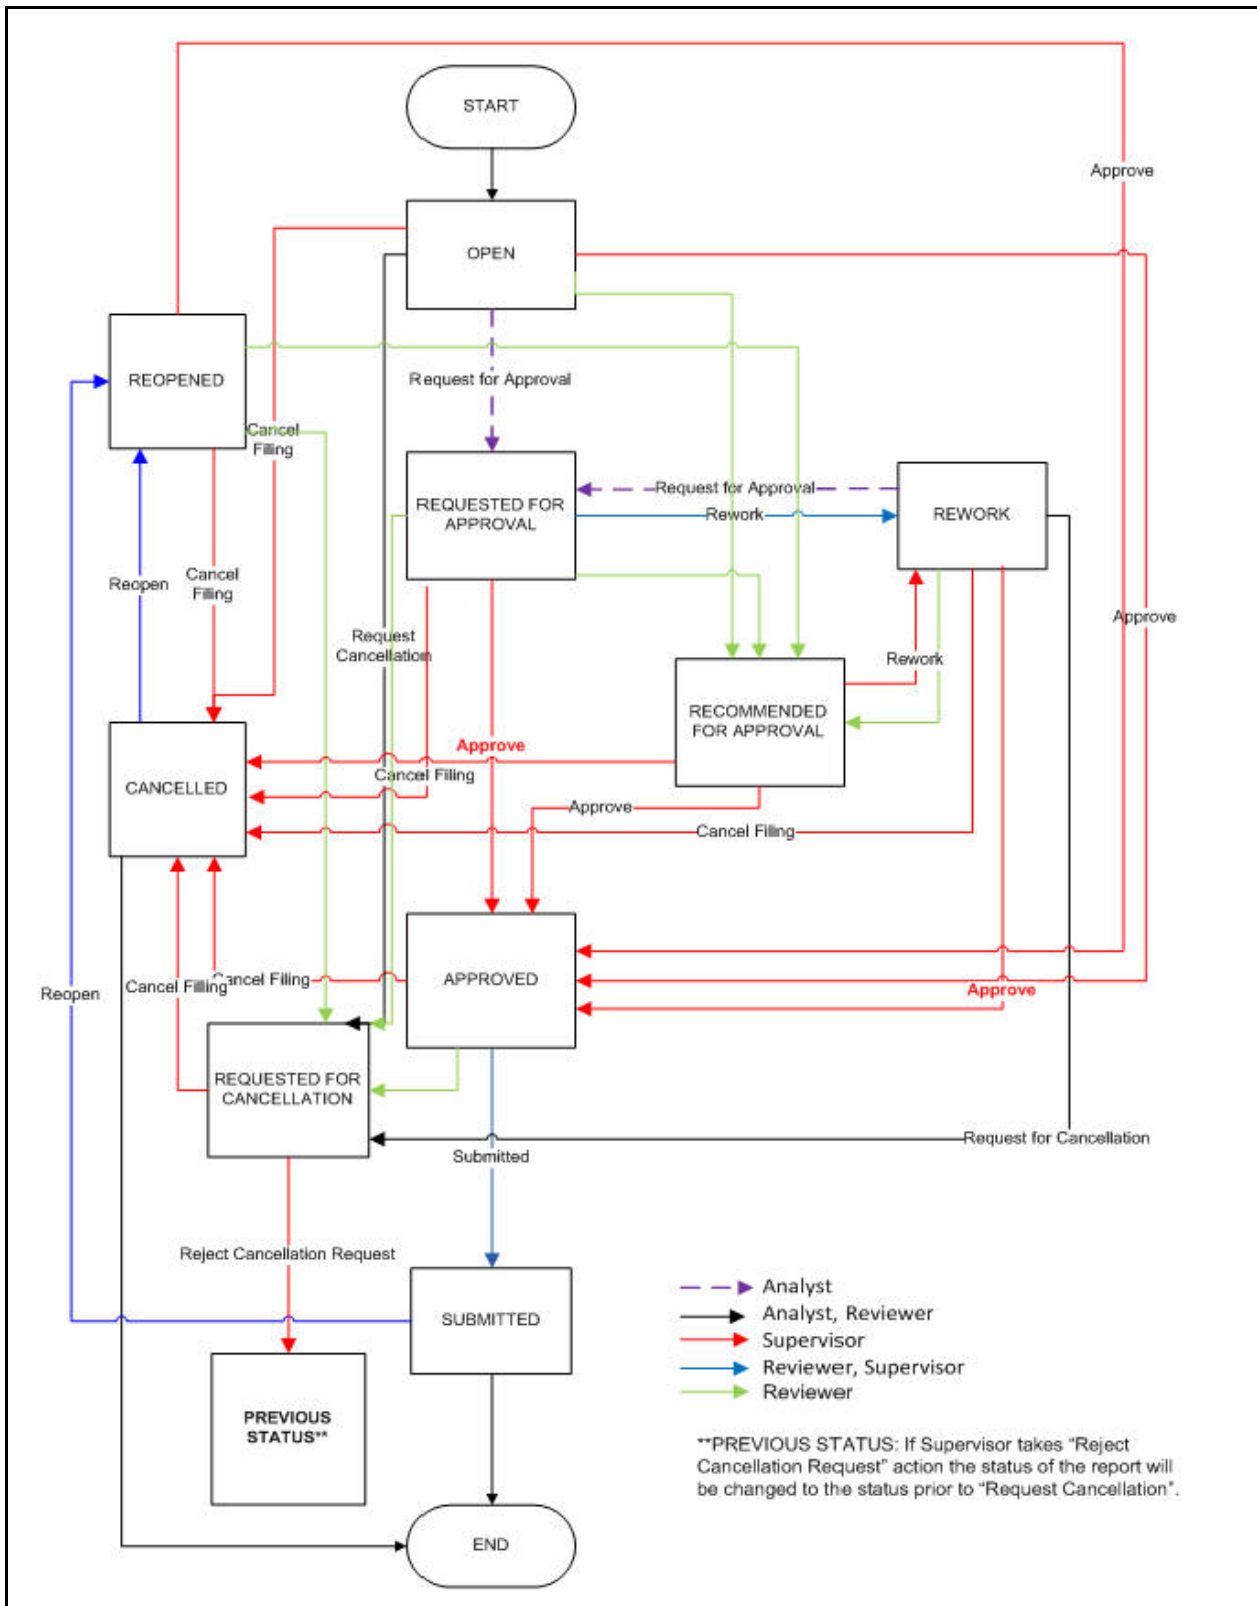 START
Approve
OPEN
REOPENED
Request for Approval
Cancel
Filling
REQUESTED FOR
APPROVAL
Request for Approval
Rework
REWORK
Reopen
Cancel
Filling
Request
Cancellation
Approve
Rework
RECOMMENDED
FOR APPROVAL
Approve
CANCELLED
Cancel Filing
Approve
Cancel Filing
APPROVED
Cancel Filing
Cancel Filling
Reopen
Approve
REQUESTED FOR
CANCELLATION
Request for Cancellation
Submitted
Reject Cancellation Request
SUBMITTED
Analyst
Analyst, Reviewer
Supervisor
Reviewer, Supervisor
Reviewer
PREVIOUS
STATUS**
**PREVIOUS STATUS: If Supervisor takes “Reject
Cancellation Request” action the status of the report will
be changed to the status prior to “Request Cancellation”.
END